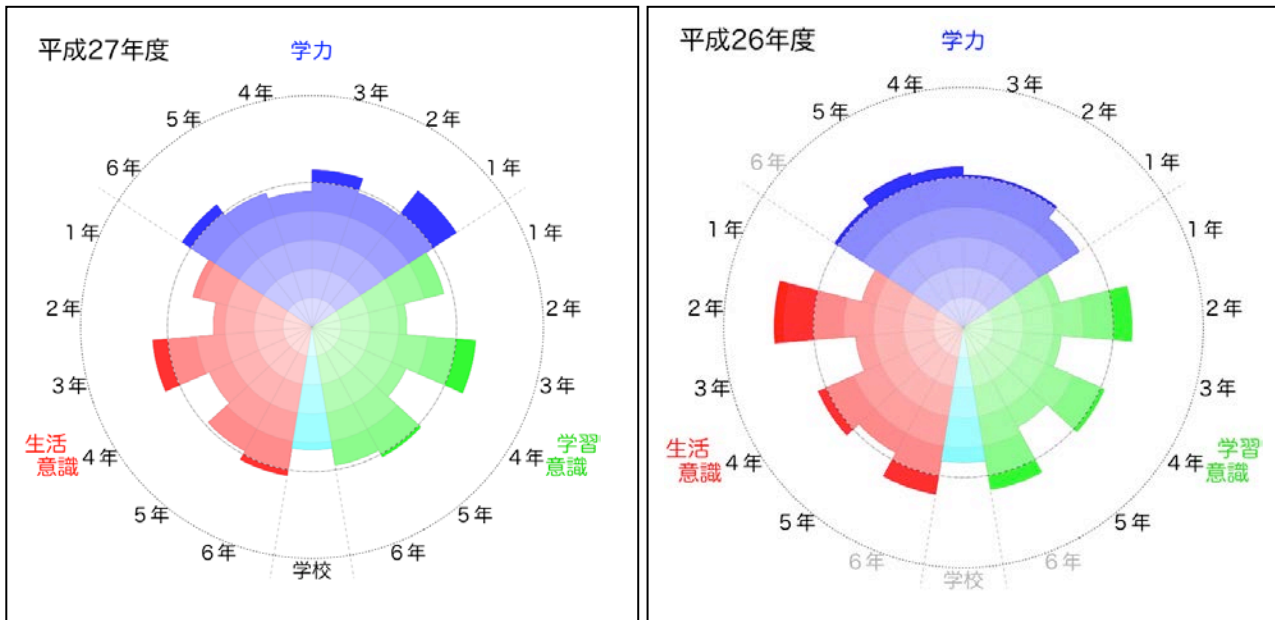 平成27年度
学力
4年
3年
5年
2年
6年
1年
1年
1年
2年
2年
3年
3年
生活
意識
4年
4年
学習
意識
5年
5年
6年
6年
学校
平成26年度
学力
4年
3年
5年
2年
6年
1年
1年
1年
2年
2年
3年
3年
生活
意識
4年
4年
学習
意識
5年
5年
6年
6年
学校